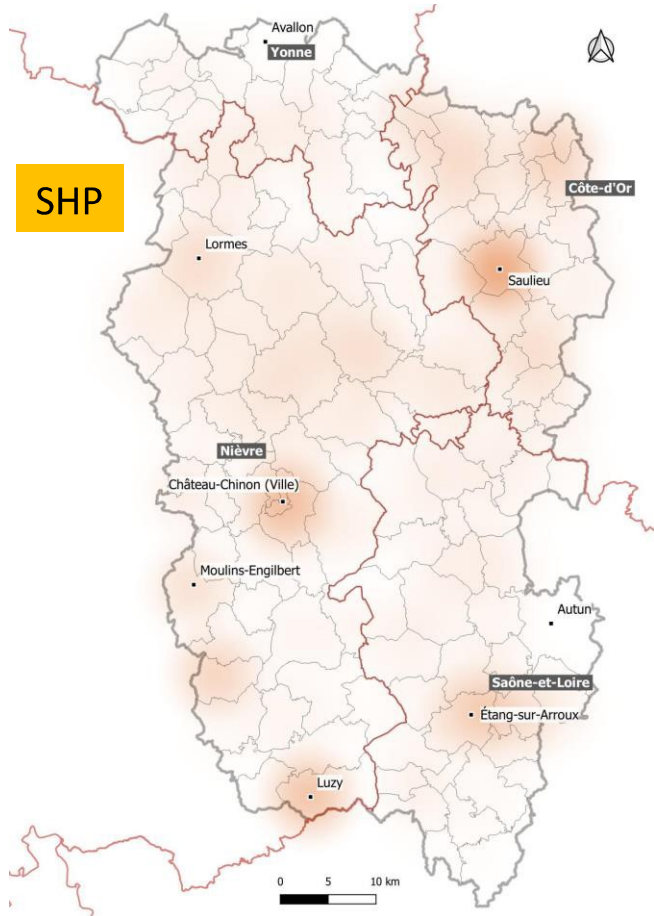 Avallon
Yonne
SHP
Côte-d'Or
Lormes
Saulieu
Nièvre
Château-Chinon (Ville)
Moulins-Engilbert
Autun
Saône-et-Loire
Étang-sur-Arroux
Luzy
0 5 10 km